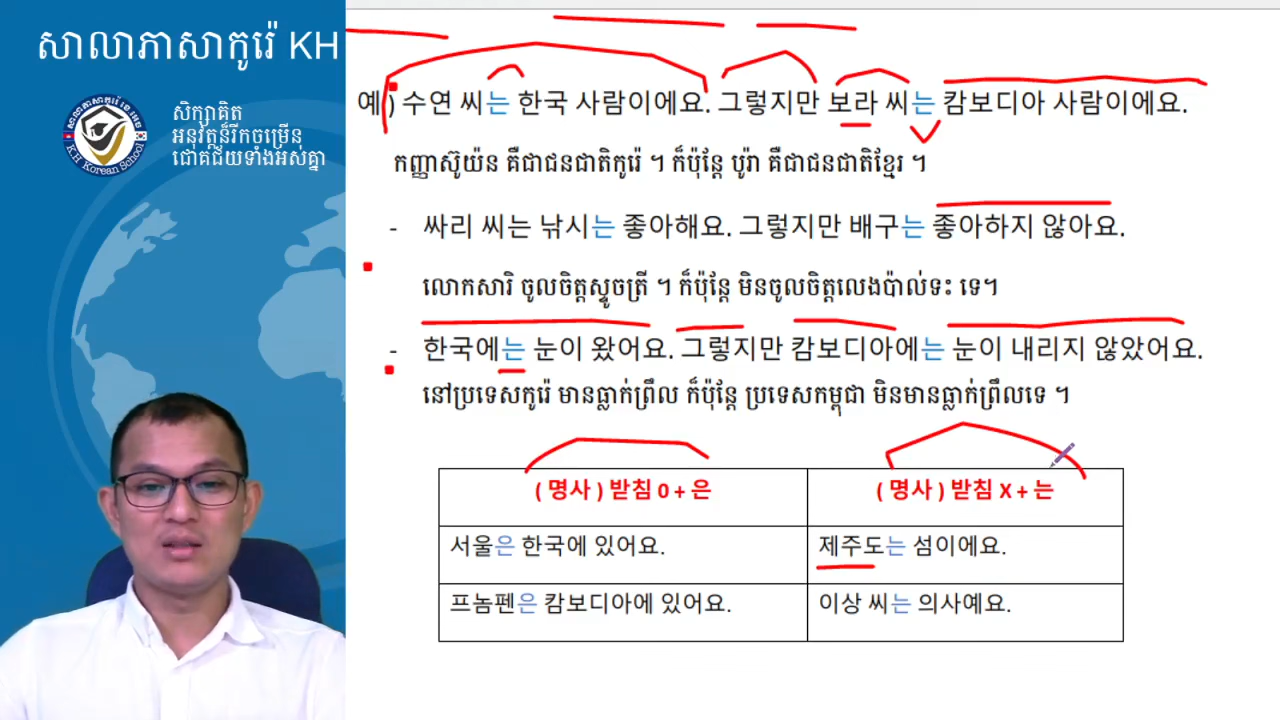 សាលាភាសាកូរ៉េ KH
សិក្សាគិត
អនុវត្តន៍រីកចម្រើន
ជោគជ័យទាំងអស់គ្នា
K.H Korean School
예) 수연 씨는 한국 사람이에요. 그렇지만 보라 씨는 캄보디아 사람이에요.
កញ្ញាស៊ូយ៉ន គឺជាជនជាតិកូរ៉េ ។ ក៏ប៉ុន្តែ បូរ៉ា គឺជាជនជាតិខ្មែរ ។
- 싸리 씨는 낚시는 좋아해요. 그렇지만 배구는 좋아하지 않아요.
លោកសារិ ចូលចិត្តស្ទូចត្រី ។ ក៏ប៉ុន្តែ មិនចូលចិត្តលេងប៉ាល់ទះ ទេ។
- 한국에는 눈이 왔어요. 그렇지만 캄보디아에는 눈이 내리지 않았어요.
នៅប្រទេសកូរ៉េ មានធ្លាក់ព្រឹល ក៏ប៉ុន្តែ ប្រទេសកម្ពុជា មិនមានធ្លាក់ព្រឹលទេ ។
( 명사 ) 받침 0 + 은
( 명사 ) 받침 X + 는
서울은 한국에 있어요.
제주도는 섬이에요.
프놈펜은 캄보디아에 있어요.
이상 씨는 의사예요.